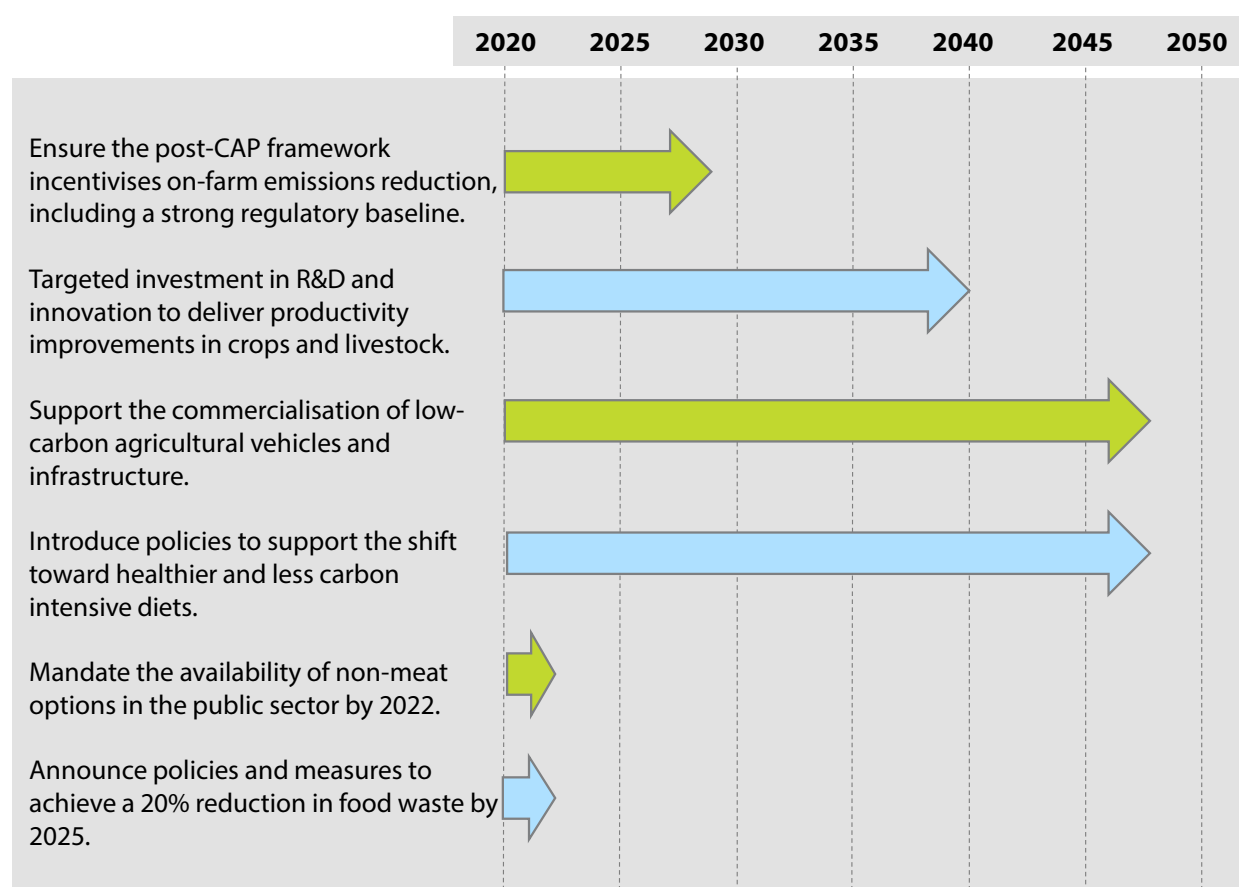 2020 2025 2030 2035 2040 2045 2050
Ensure the post-CAP framework
incentivises on-farm emissions reduction,
including a strong regulatory baseline.
Targeted investment in R&D and
innovation to deliver productivity
improvements in crops and livestock.
Support the commercialisation of low-
carbon agricultural vehicles and
infrastructure.
Introduce policies to support the shift
toward healthier and less carbon
intensive diets.
Mandate the availability of non-meat
options in the public sector by 2022.
Announce policies and measures to
achieve a 20% reduction in food waste by
2025.